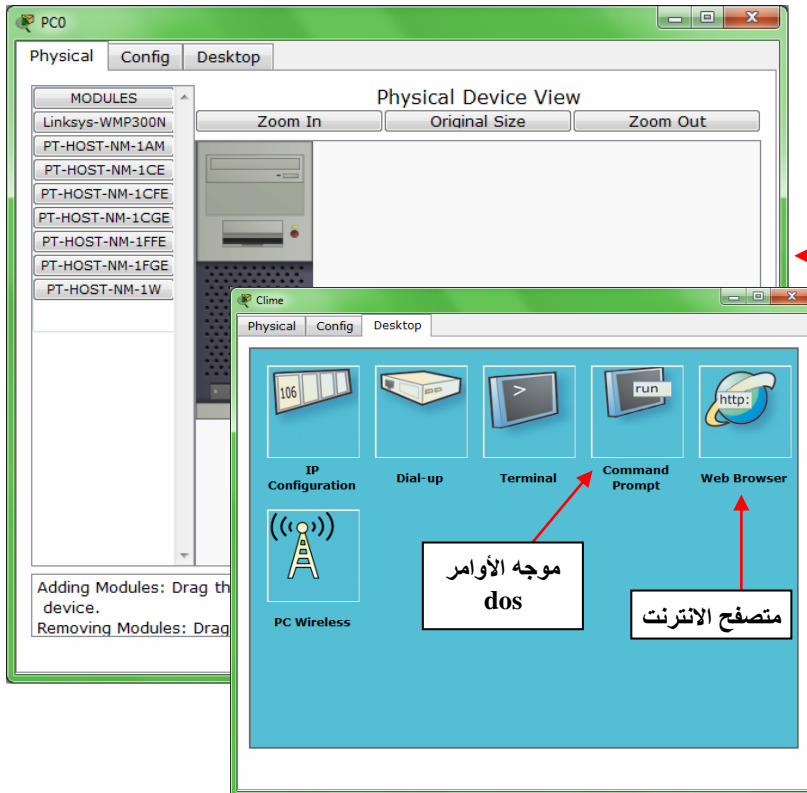 PC0
Physical Config Desktop
MODULES
Linksys-WMP300N
PT-HOST-NM-1AM
PT-HOST-NM-1CE
PT-HOST-NM-1CFE
PT-HOST-NM-1CGE
PT-HOST-NM-1FFE
PT-HOST-NM-1FGE
PT-HOST-NM-1W
Physical Device View
Zoom In Original Size Zoom Out
Adding Modules: Drag th
device.
Removing Modules: Drag
Clime
Physical Config Desktop
106
>
run
http:
IP
Configuration
Dial-up
Terminal
Command
Prompt
Web Browser
PC Wireless
موجه الأوامر
dos
متصفح الانترنت